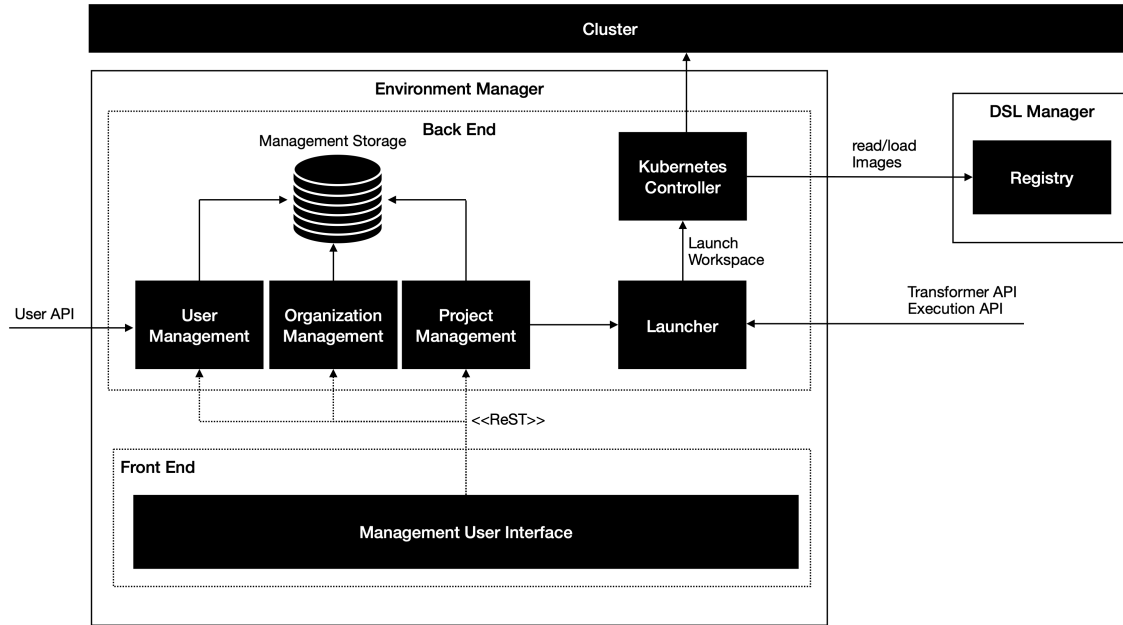 Cluster
Environment Manager
Back End
Management Storage
Kubernetes
Controller
read/load
Images
DSL Manager
Registry
Launch
Workspace
User API
User
Management
Organization
Management
Project
Management
Launcher
Transformer API
Execution API
<<ReST>>
Front End
Management User Interface